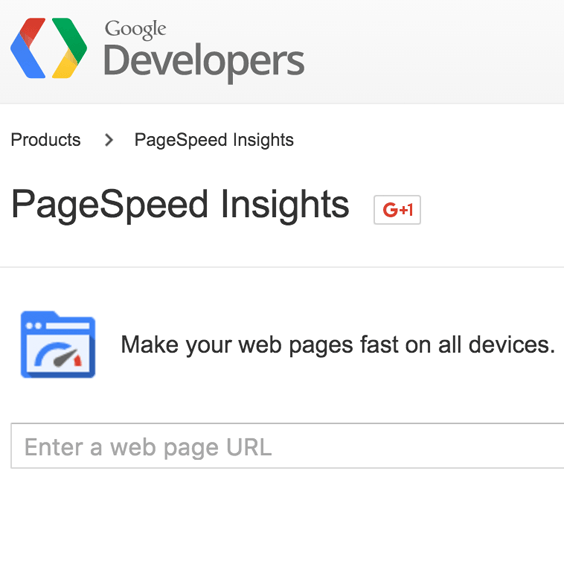 Google
Developers
Products > PageSpeed Insights
PageSpeed Insights G+1
Make your web pages fast on all devices.
Enter a web page URL